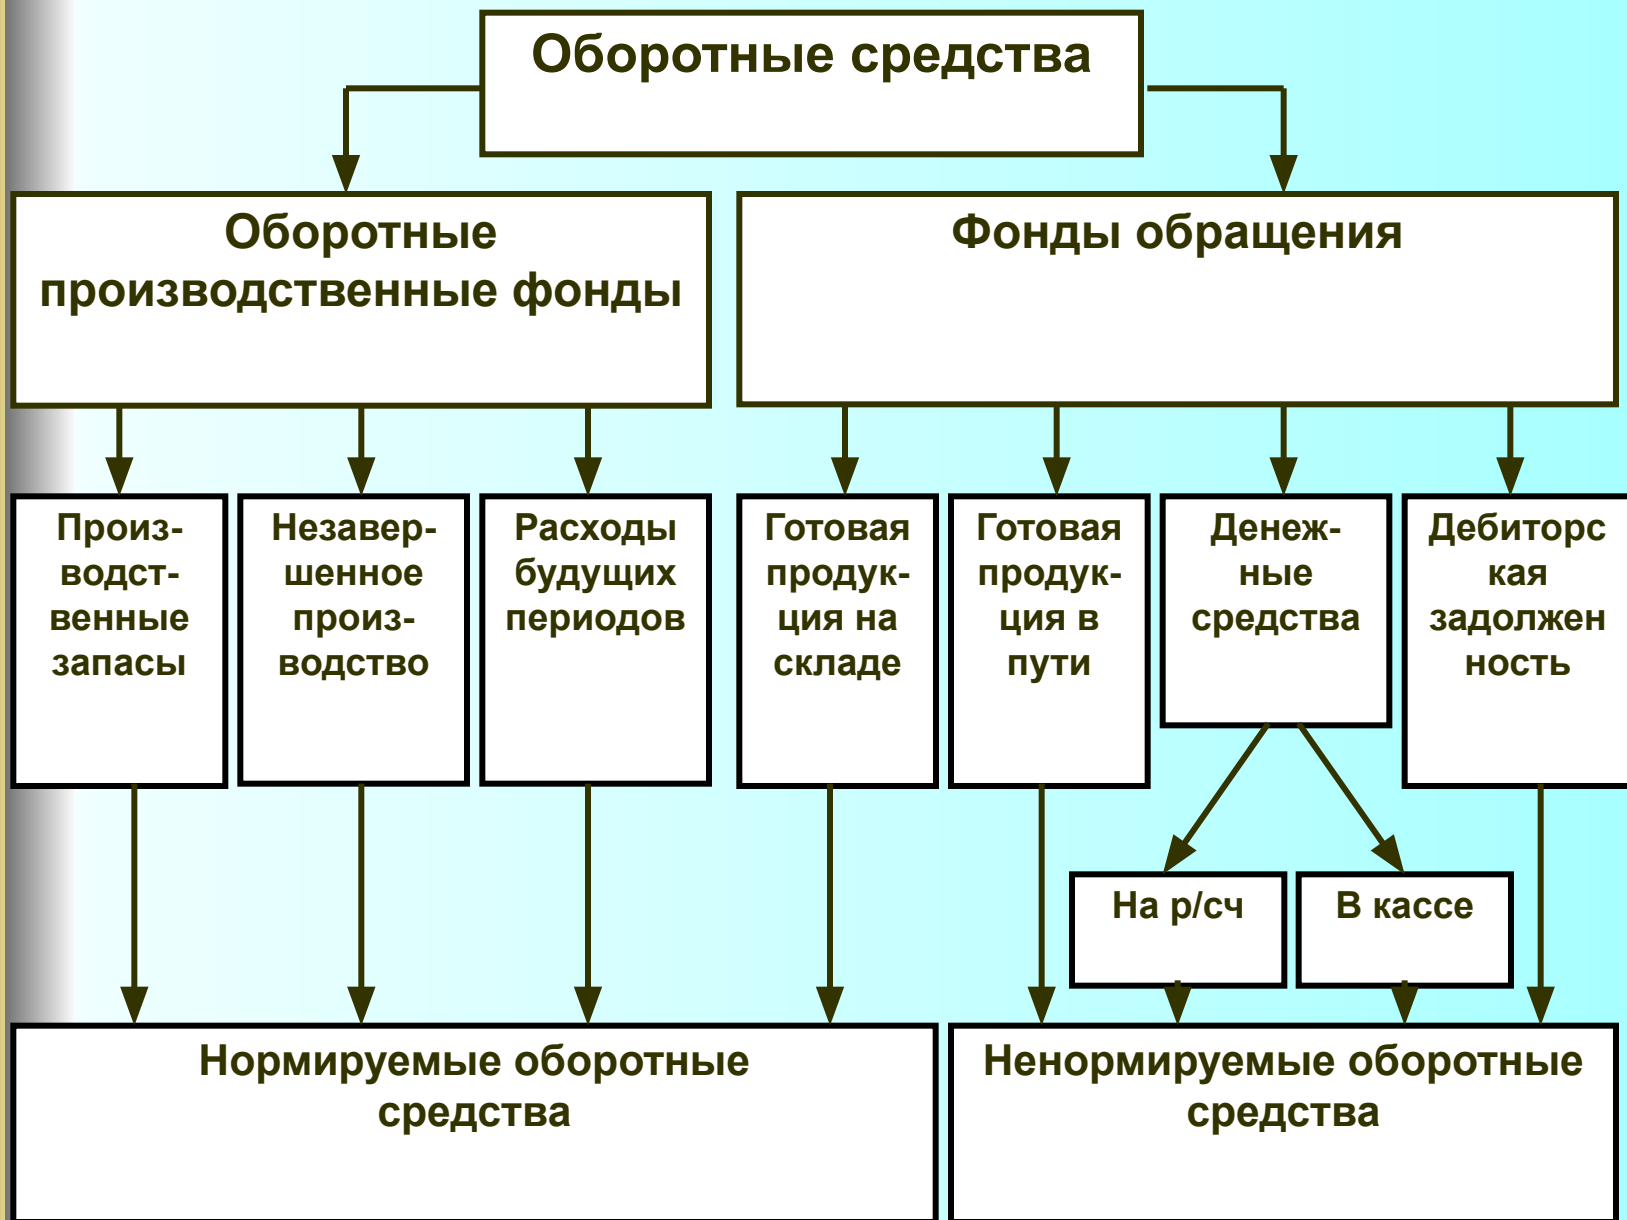 Оборотные средства
Оборотные
производственные фонды
Фонды обращения
Произ-
водст-
венные
запасы
Незавер-
шенное
произ-
водство
Расходы
будущих
периодов
Готовая
продук-
ция на
складе
Готовая
продук-
ция в
пути
Денеж-
ные
средства
Дебиторс
кая
задолжен
ность
На р/сч
В кассе
Нормируемые оборотные
средства
Ненормируемые оборотные
средства